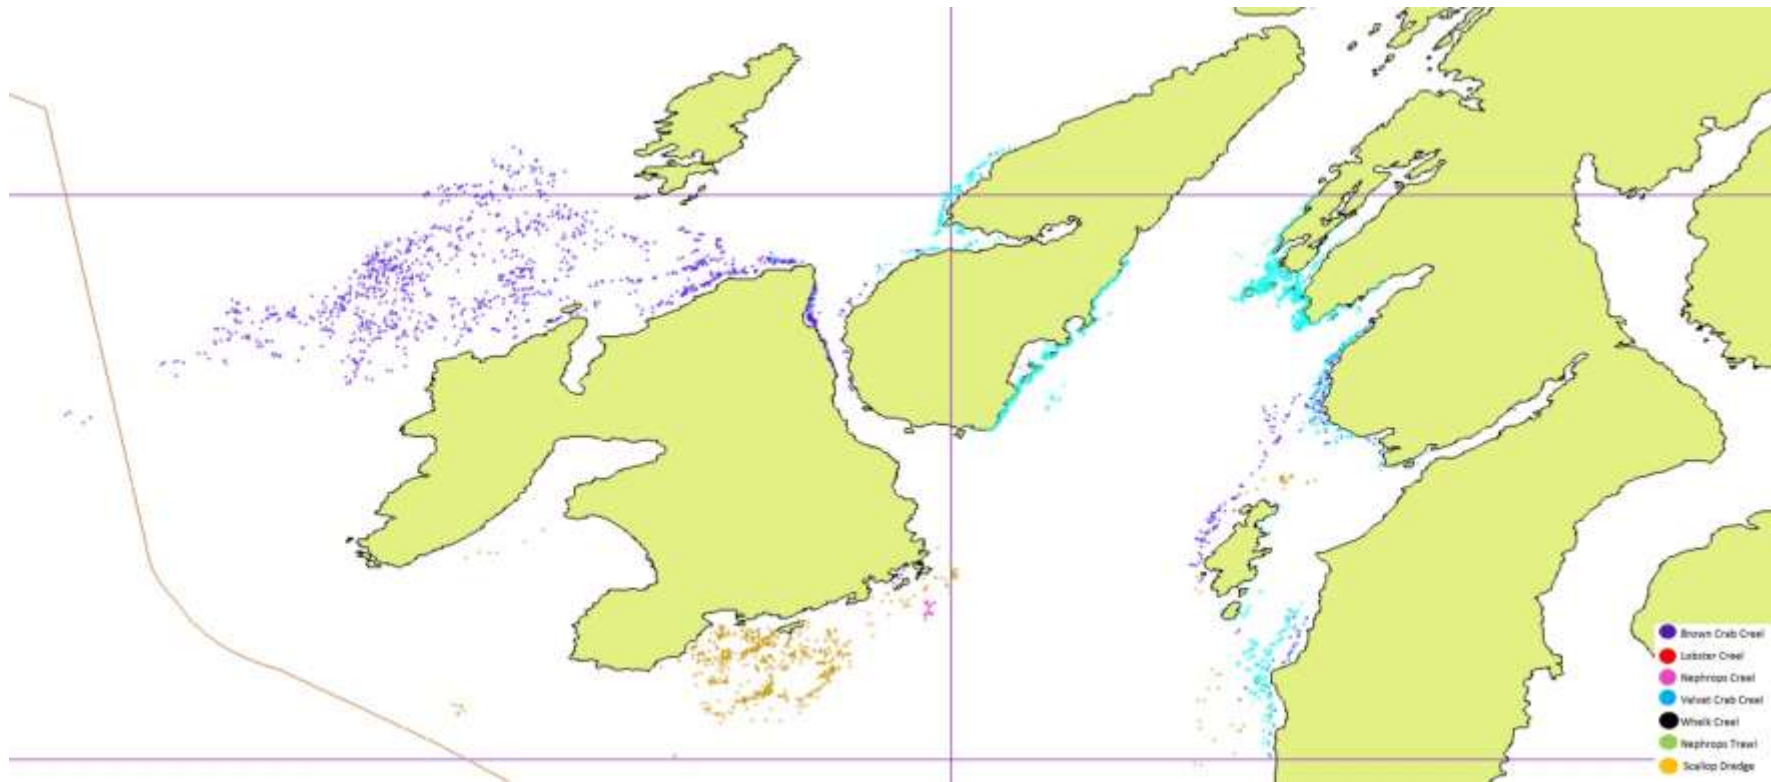 Brown Crab Creel
Lobster Creel
Nephrops Creel
Velvet Crab Creel
Whelk Creel
Nephrops Trawl
Scallop Dredge